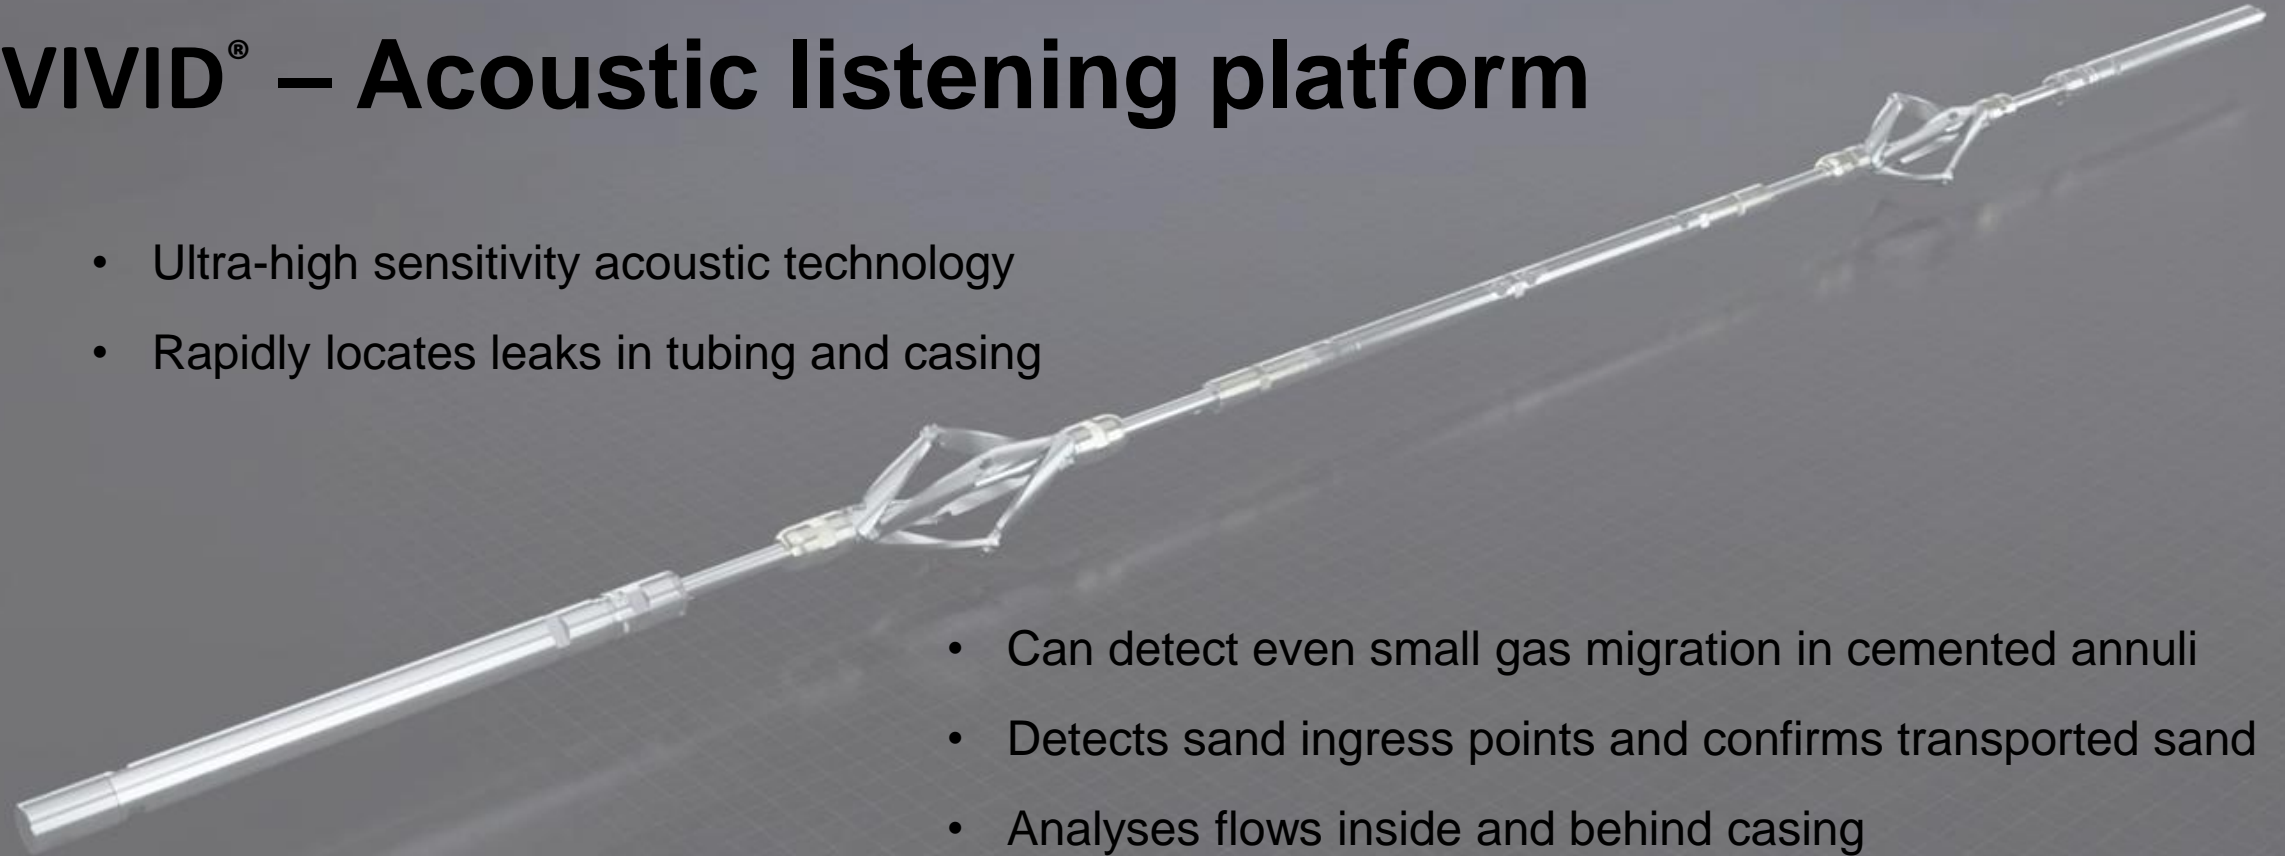 VIVID® – Acoustic listening platform
• Ultra-high sensitivity acoustic technology
• Rapidly locates leaks in tubing and casing
• Can detect even small gas migration in cemented annuli
• Detects sand ingress points and confirms transported sand
• Analyses flows inside and behind casing